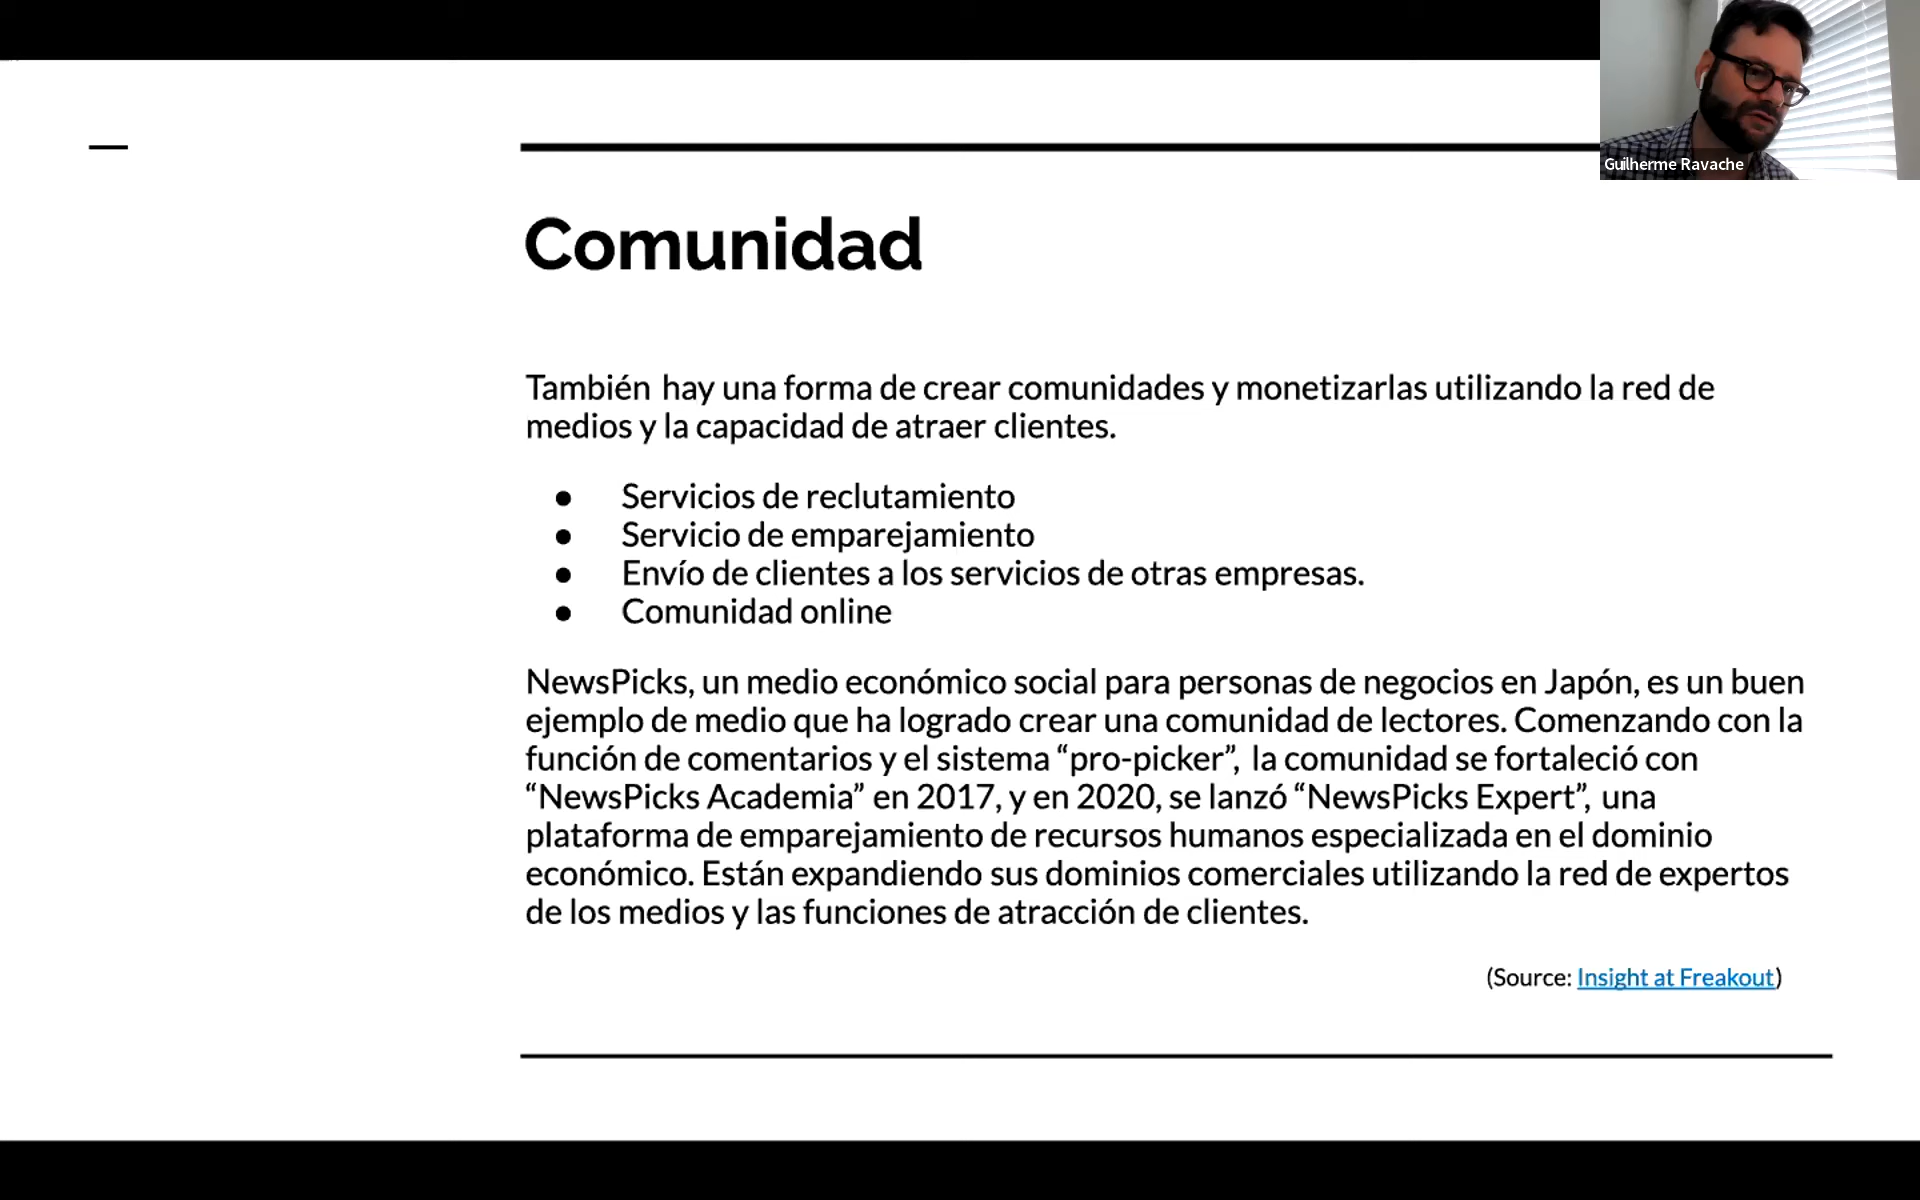 Guilherme Ravache
Comunidad
También hay una forma de crear comunidades y monetizarlas utilizando la red de
medios y la capacidad de atraer clientes.
● Servicios de reclutamiento
● Servicio de emparejamiento
● Envío de clientes a los servicios de otras empresas.
● Comunidad online
NewsPicks, un medio económico social para personas de negocios en Japón, es un buen
ejemplo de medio que ha logrado crear una comunidad de lectores. Comenzando con la
función de comentarios y el sistema “pro-picker”, la comunidad se fortaleció con
“NewsPicks Academia” en 2017, y en 2020, se lanzó “NewsPicks Expert”, una
plataforma de emparejamiento de recursos humanos especializada en el dominio
económico. Están expandiendo sus dominios comerciales utilizando la red de expertos
de los medios y las funciones de atracción de clientes.
(Source: Insight at Freakout)